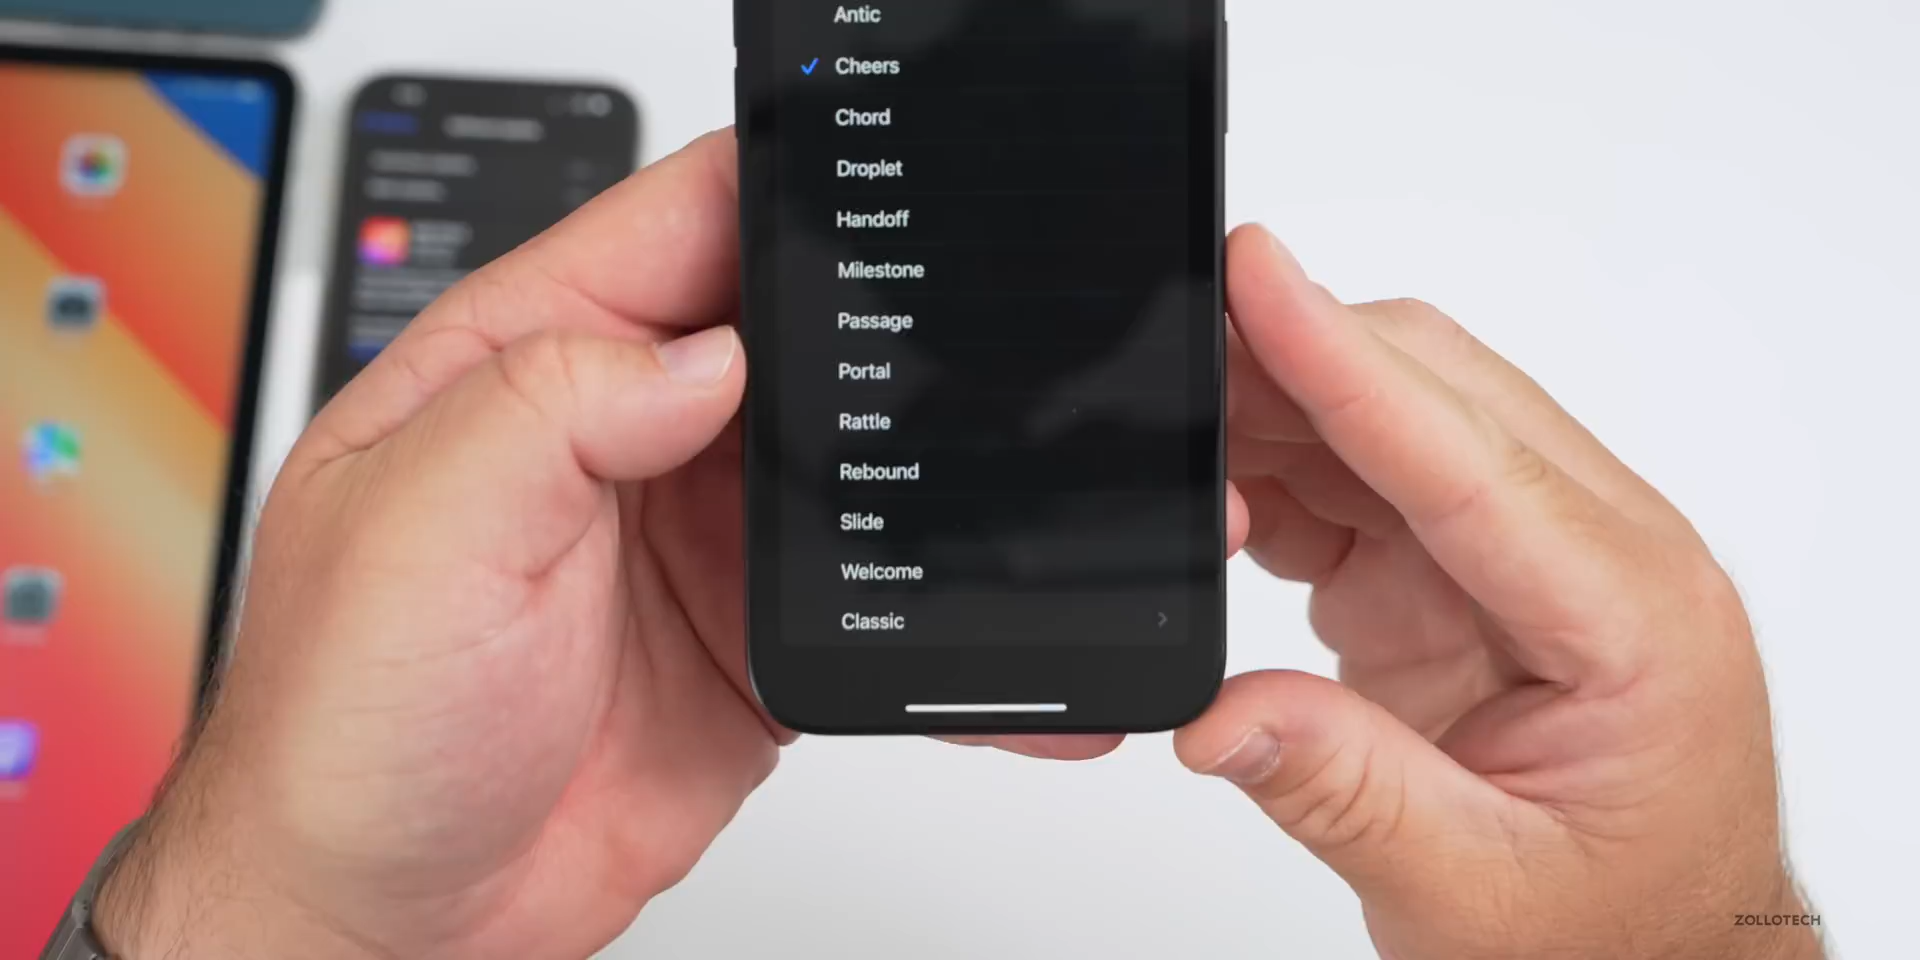 Antic
Cheers
Chord
Droplet
Handoff
Milestone
Passage
Portal
Rattle
Rebound
Slide
Welcome
Classic
ZOLLOTECH